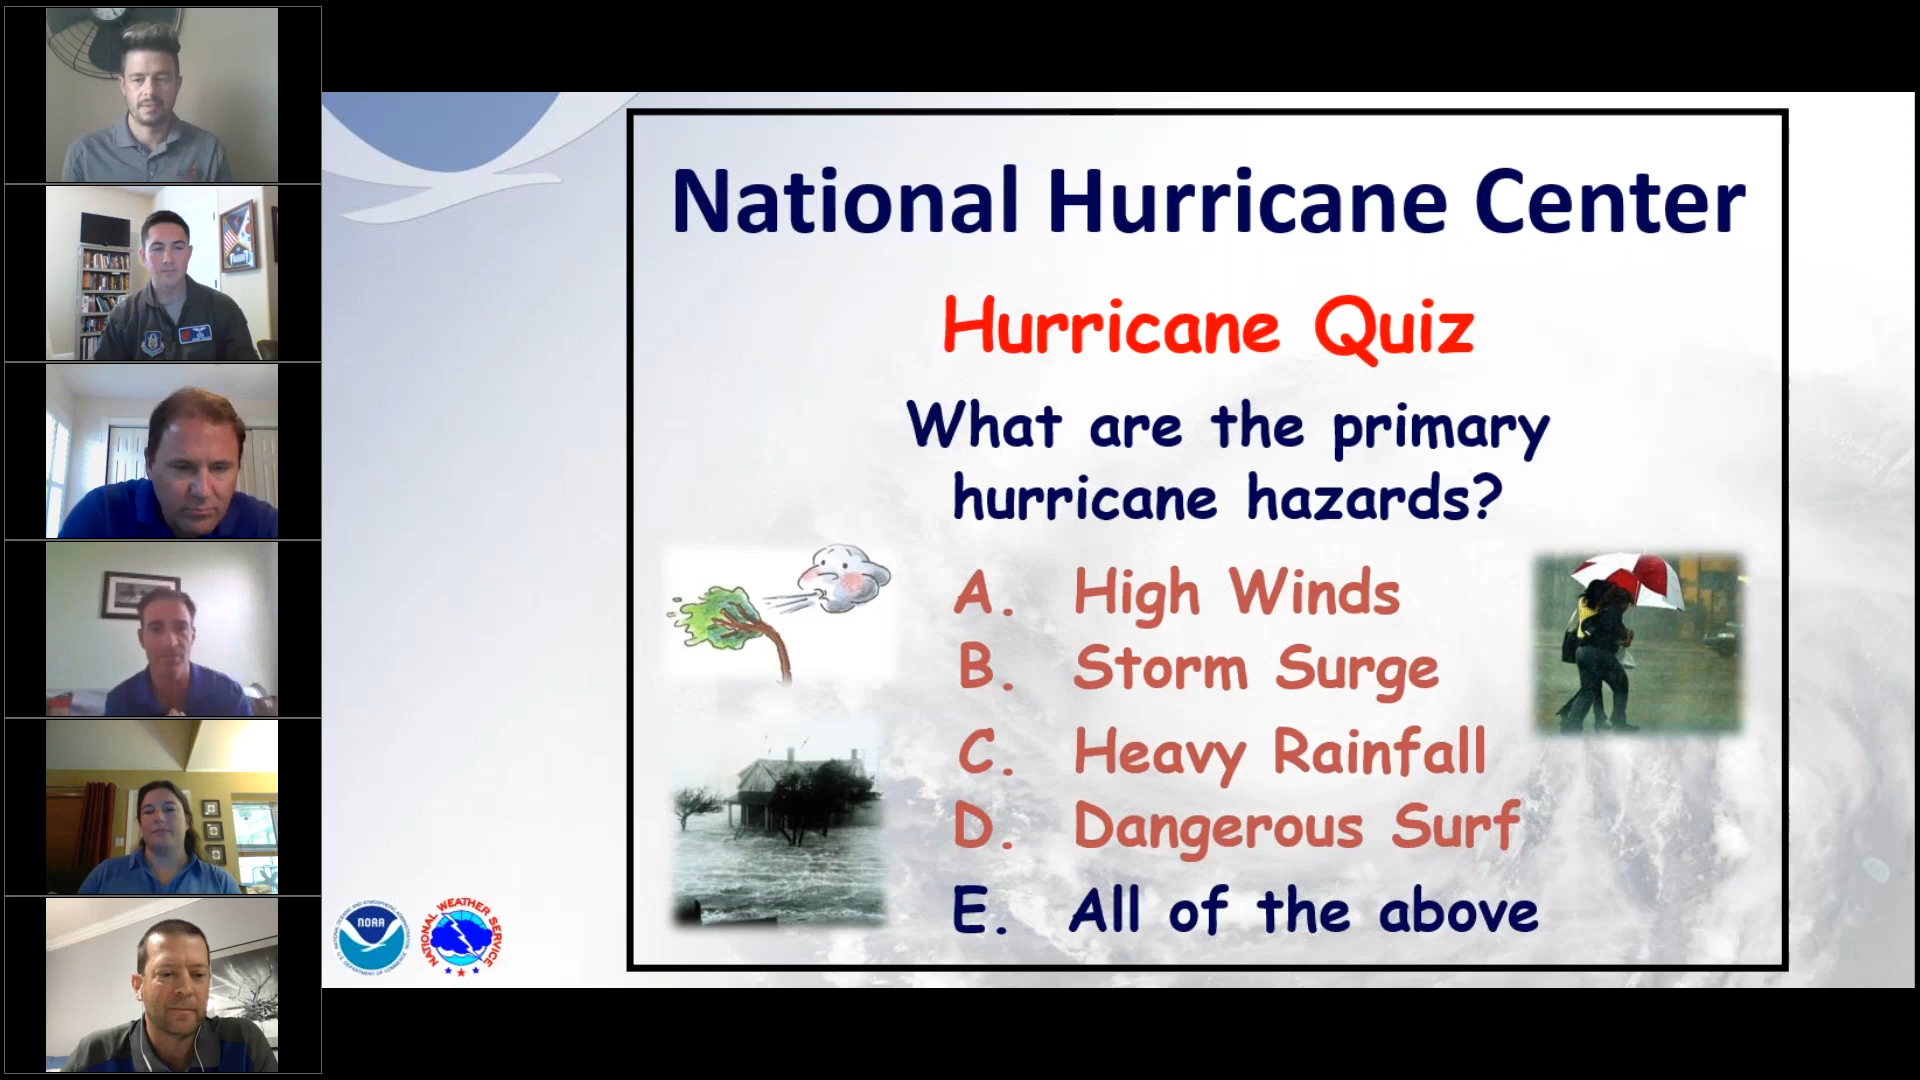 National Hurricane Center
Hurricane Quiz
What are the primary
hurricane hazards?
A. High Winds
B. Storm Surge
C. Heavy Rainfall
D. Dangerous Surf
E. All of the above
NOAA
NATIONAL WEATHER SERVICE